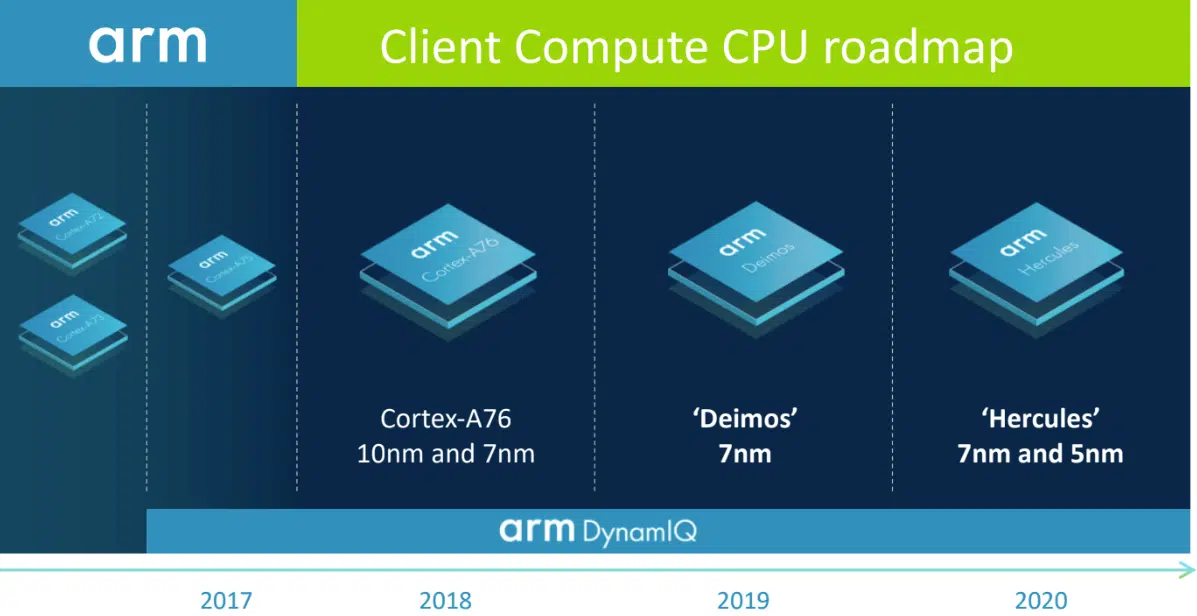 arm
Client Compute CPU roadmap
arm
Cortex-A72
arm
Cortex-A73
arm
Cortex-A75
arm
Cortex-A76
arm
Deimos
arm
Hercules
Cortex-A76
10nm and 7nm
‘Deimos’
7nm
‘Hercules’
7nm and 5nm
arm DynamIQ
2017
2018
2019
2020